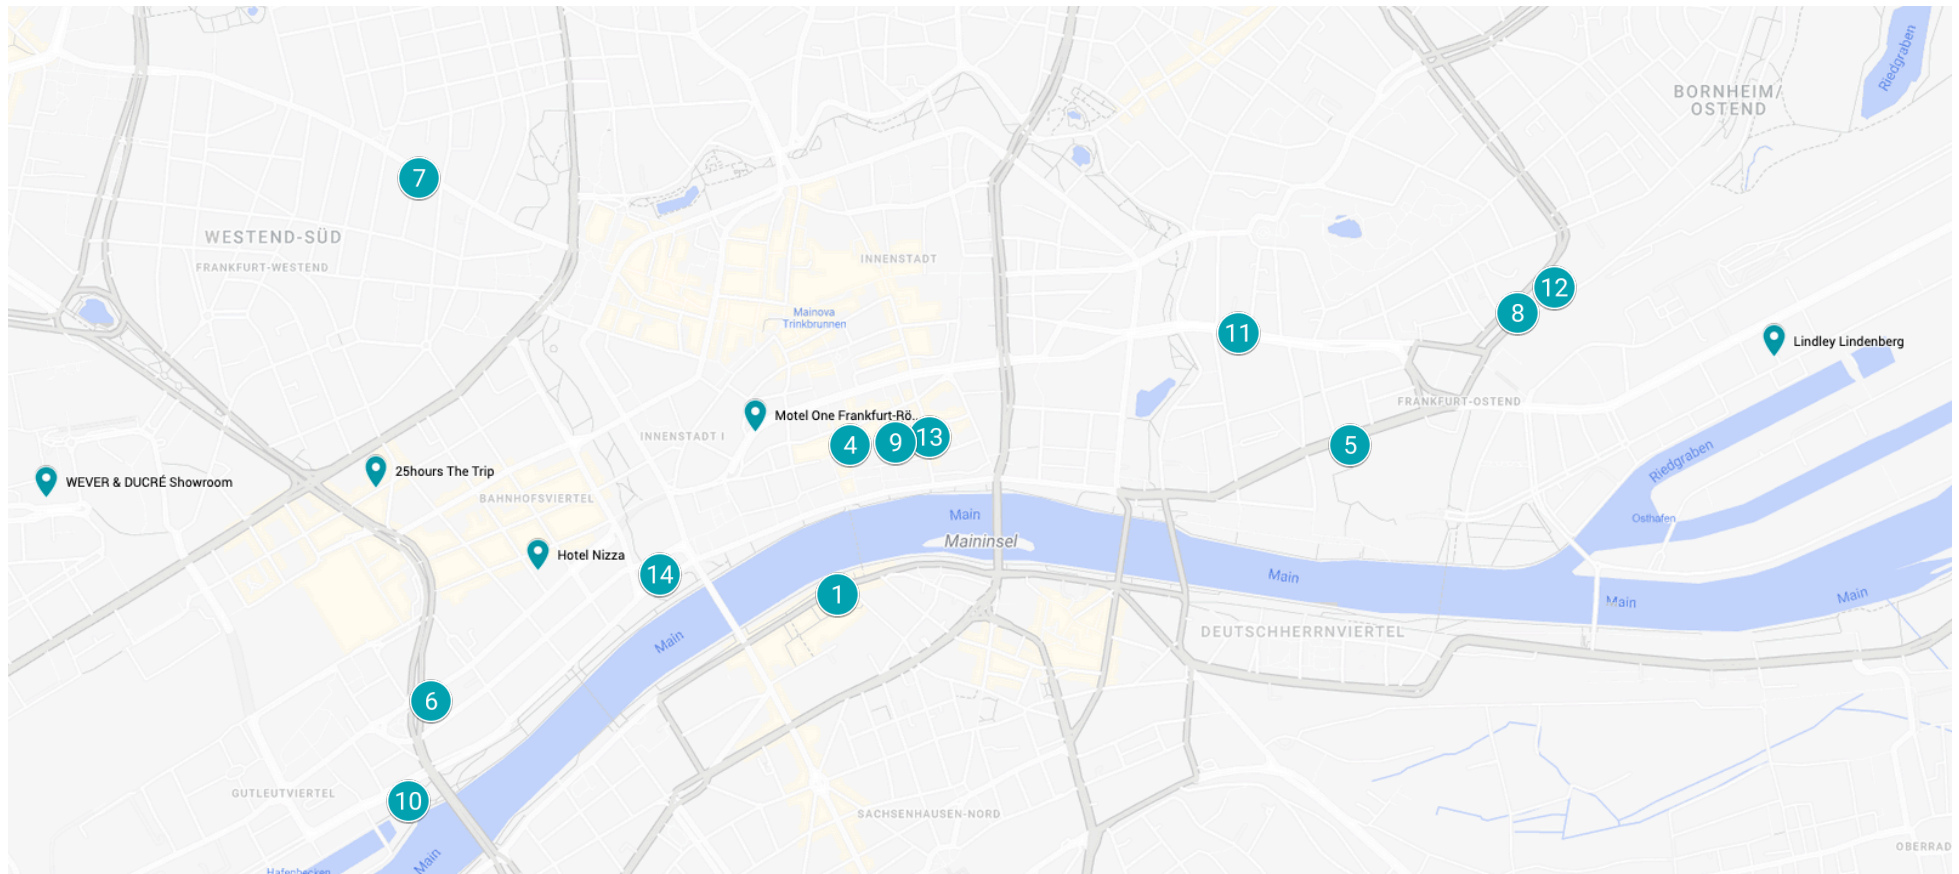 Riedgraben
BORNHEIM/
OSTEND
7
WESTEND-SÜD
FRANKFURT-WESTEND
INNENSTADT
Mainova
Trinkbrunnen
12
8
11
Lindley Lindenberg
FRANKFURT-OSTEND
Motel One Frankfurt-Rö..
INNENSTADT I
4
9
13
5
Riedgraben
25hours The Trip
WEVER & DUCRÉ Showroom
BAHNHOFSVIERTEL
Main
Osthafen
Maininsel
Hotel Nizza
14
1
Main
Main
Main
Main
DEUTSCHHERRNVIERTEL
6
GUTLEUTVIERTEL
10
SACHSENHAUSEN-NORD
OBERRAD
Main
Hafenbecken